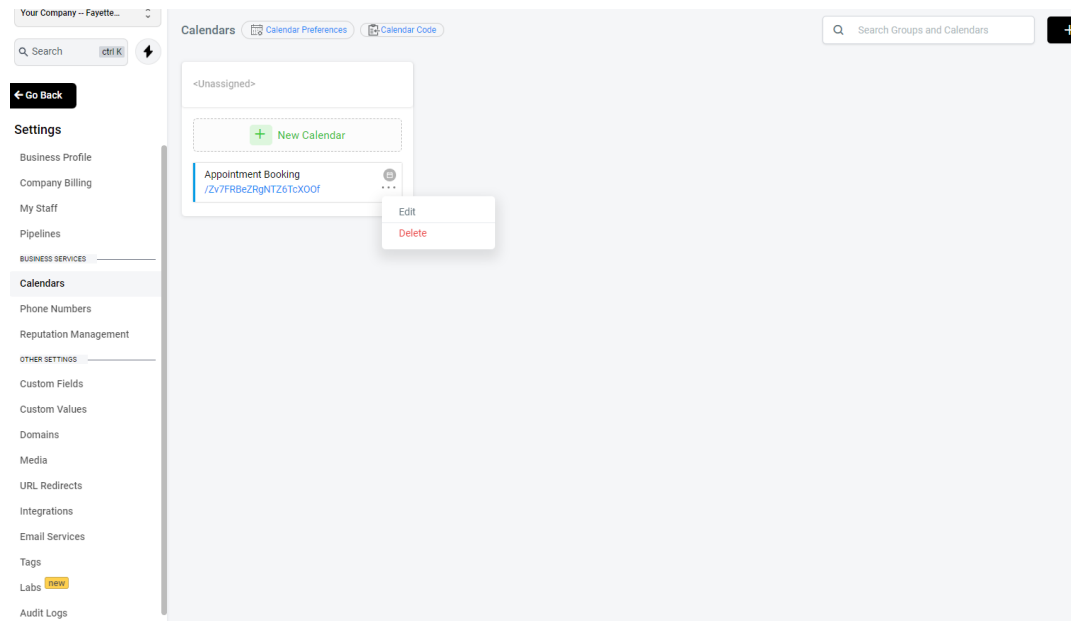 Your Company -- Fayette...
Search ctrl K
Go Back
Settings
Business Profile
Company Billing
My Staff
Pipelines
BUSINESS SERVICES
Calendars
Phone Numbers
Reputation Management
OTHER SETTINGS
Custom Fields
Custom Values
Domains
Media
URL Redirects
Integrations
Email Services
Tags
Labs new
Audit Logs
Calendars Calendar Preferences Calendar Code
Search Groups and Calendars
<Unassigned>
+ New Calendar
Appointment Booking
/Zv7FRBeZRgNTZ6TcXOOf
Edit
Delete